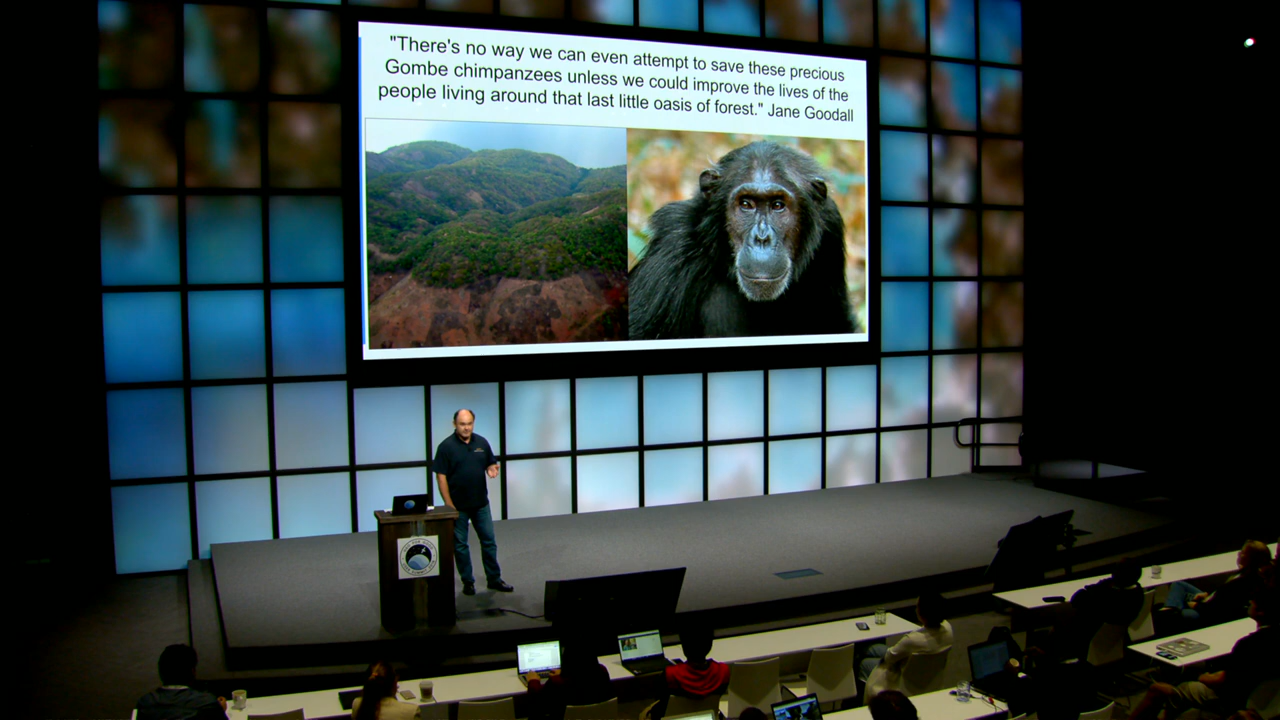 "There's no way we can even attempt to save these precious
Gombe chimpanzees unless we could improve the lives of the
people living around that last little oasis of forest." Jane Goodall